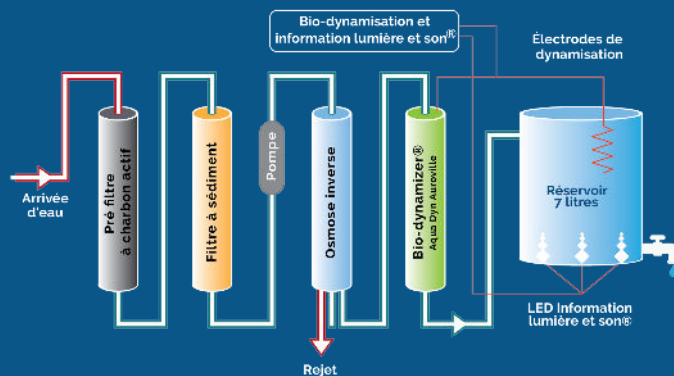 Bio-dynamisation et
information lumière et son®
Électrodes de
dynamisation
Arrivée
d'eau
Pré filtre
à charbon actif
Filtre à sédiment
Pompe
Osmose inverse
Bio-dynamizer®
Aqua Dyn Auroville
Réservoir
7 litres
LED Information
lumière et son®
Rejet